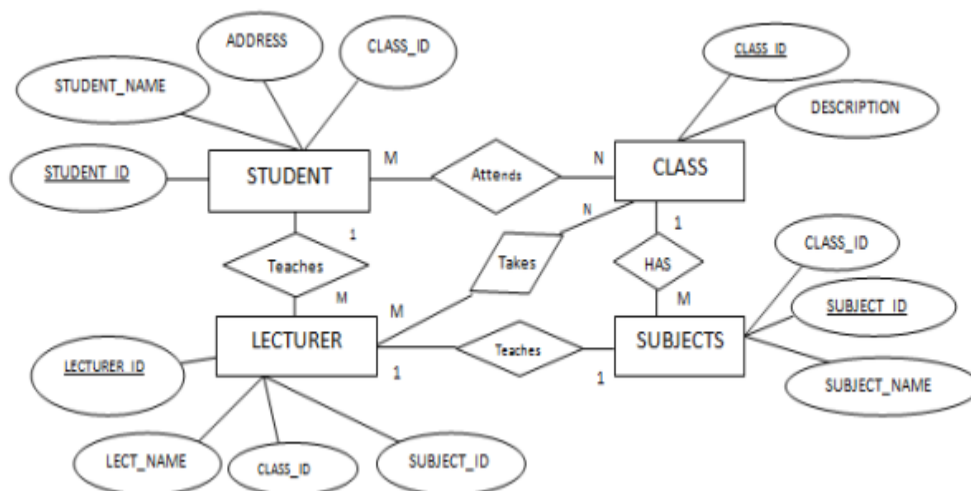 ADDRESS
CLASS_ID
CLASS_ID
STUDENT_NAME
DESCRIPTION
STUDENT_ID
STUDENT
M
Attends
N
CLASS
N
1
1
Teaches
Takes
HAS
CLASS_ID
M
M
M
SUBJECT_ID
LECTURER
Teaches
SUBJECTS
LECTURER_ID
1
1
SUBJECT_NAME
LECT_NAME
CLASS_ID
SUBJECT_ID